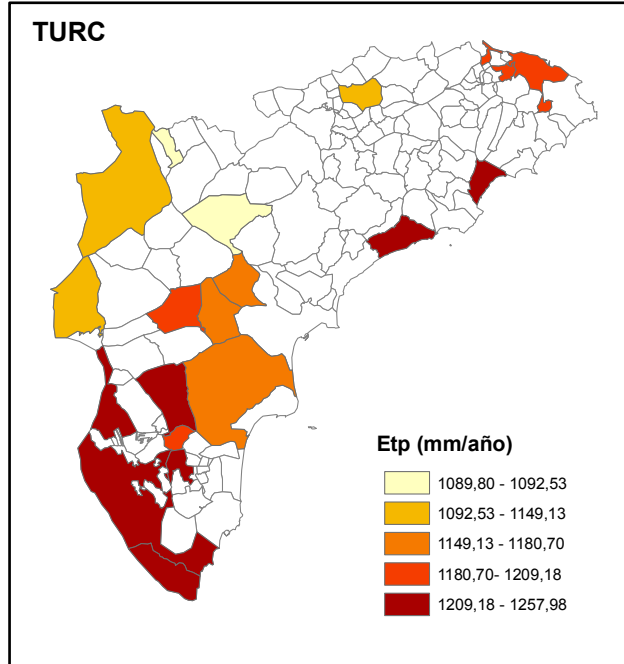 TURC
Etp (mm/año)
1089,80 - 1092,53
1092,53 - 1149,13
1149,13 - 1180,70
1180,70- 1209,18
1209,18 - 1257,98